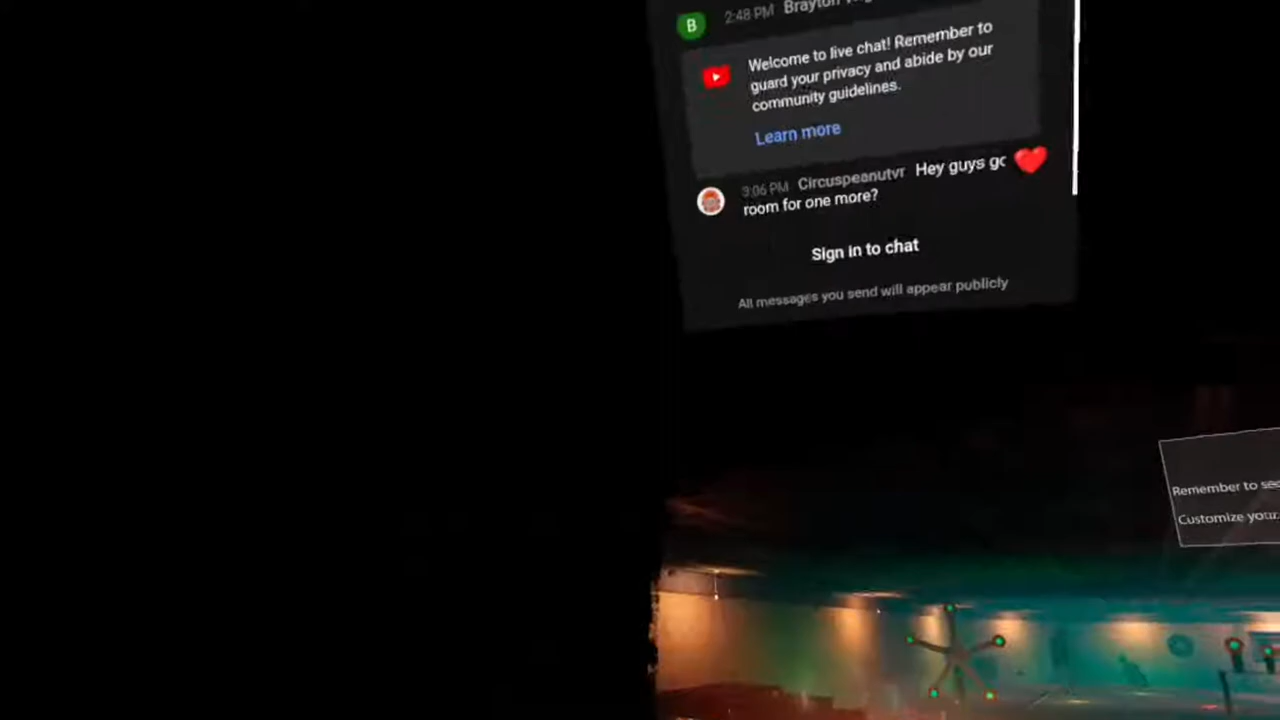 B
2:48 PM Brayton
Welcome to live chat! Remember to
guard your privacy and abide by our
community guidelines.
Learn more
3:06 PM Circuspeanutvr Hey guys gc
room for one more?
Sign in to chat
All messages you send will appear publicly
Remember to
Customize your